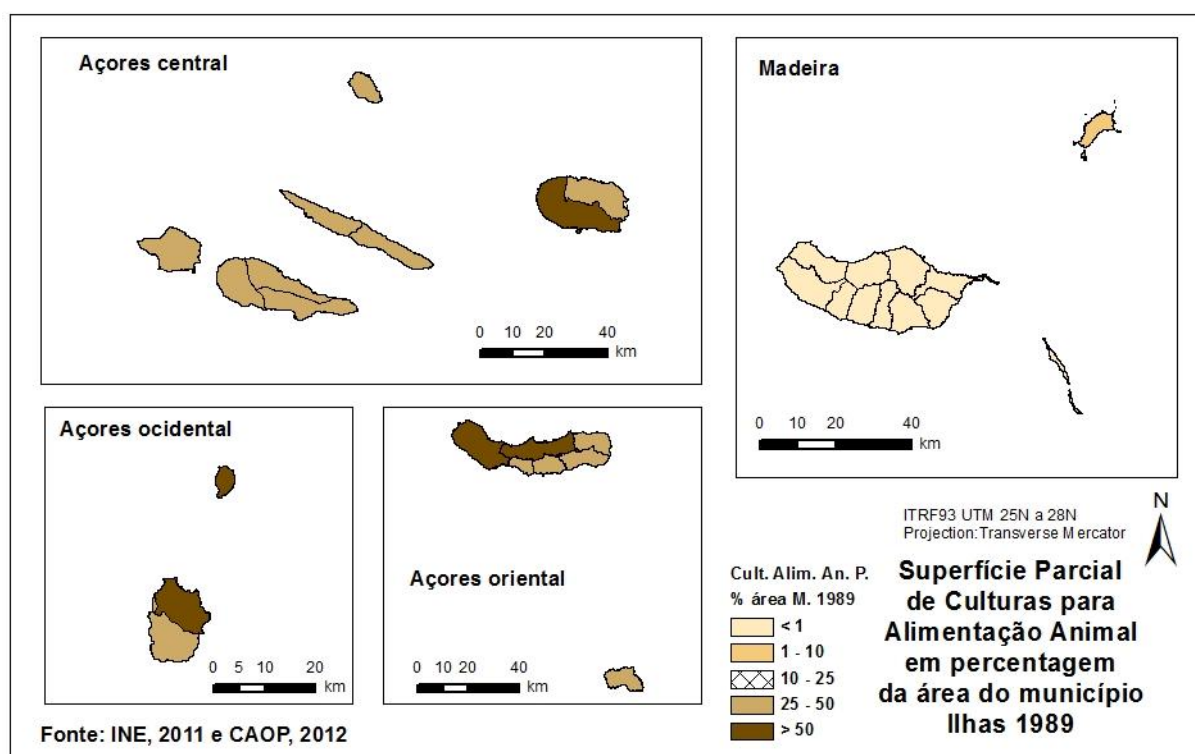 Açores central
0 10 20 40
km
Madeira
0 10 20 40
km
Açores ocidental
0 5 10 20
km
Açores oriental
0 10 20 40
km
N
ITRF93 UTM 25N a 28N
Projection:Transverse Mercator
Cult. Alim. An. P.
% área M. 1989
< 1
1 - 10
10 - 25
25 - 50
> 50
Superfície Parcial
de Culturas para
Alimentação Animal
em percentagem
da área do município
Ilhas 1989
Fonte: INE, 2011 e CAOP, 2012